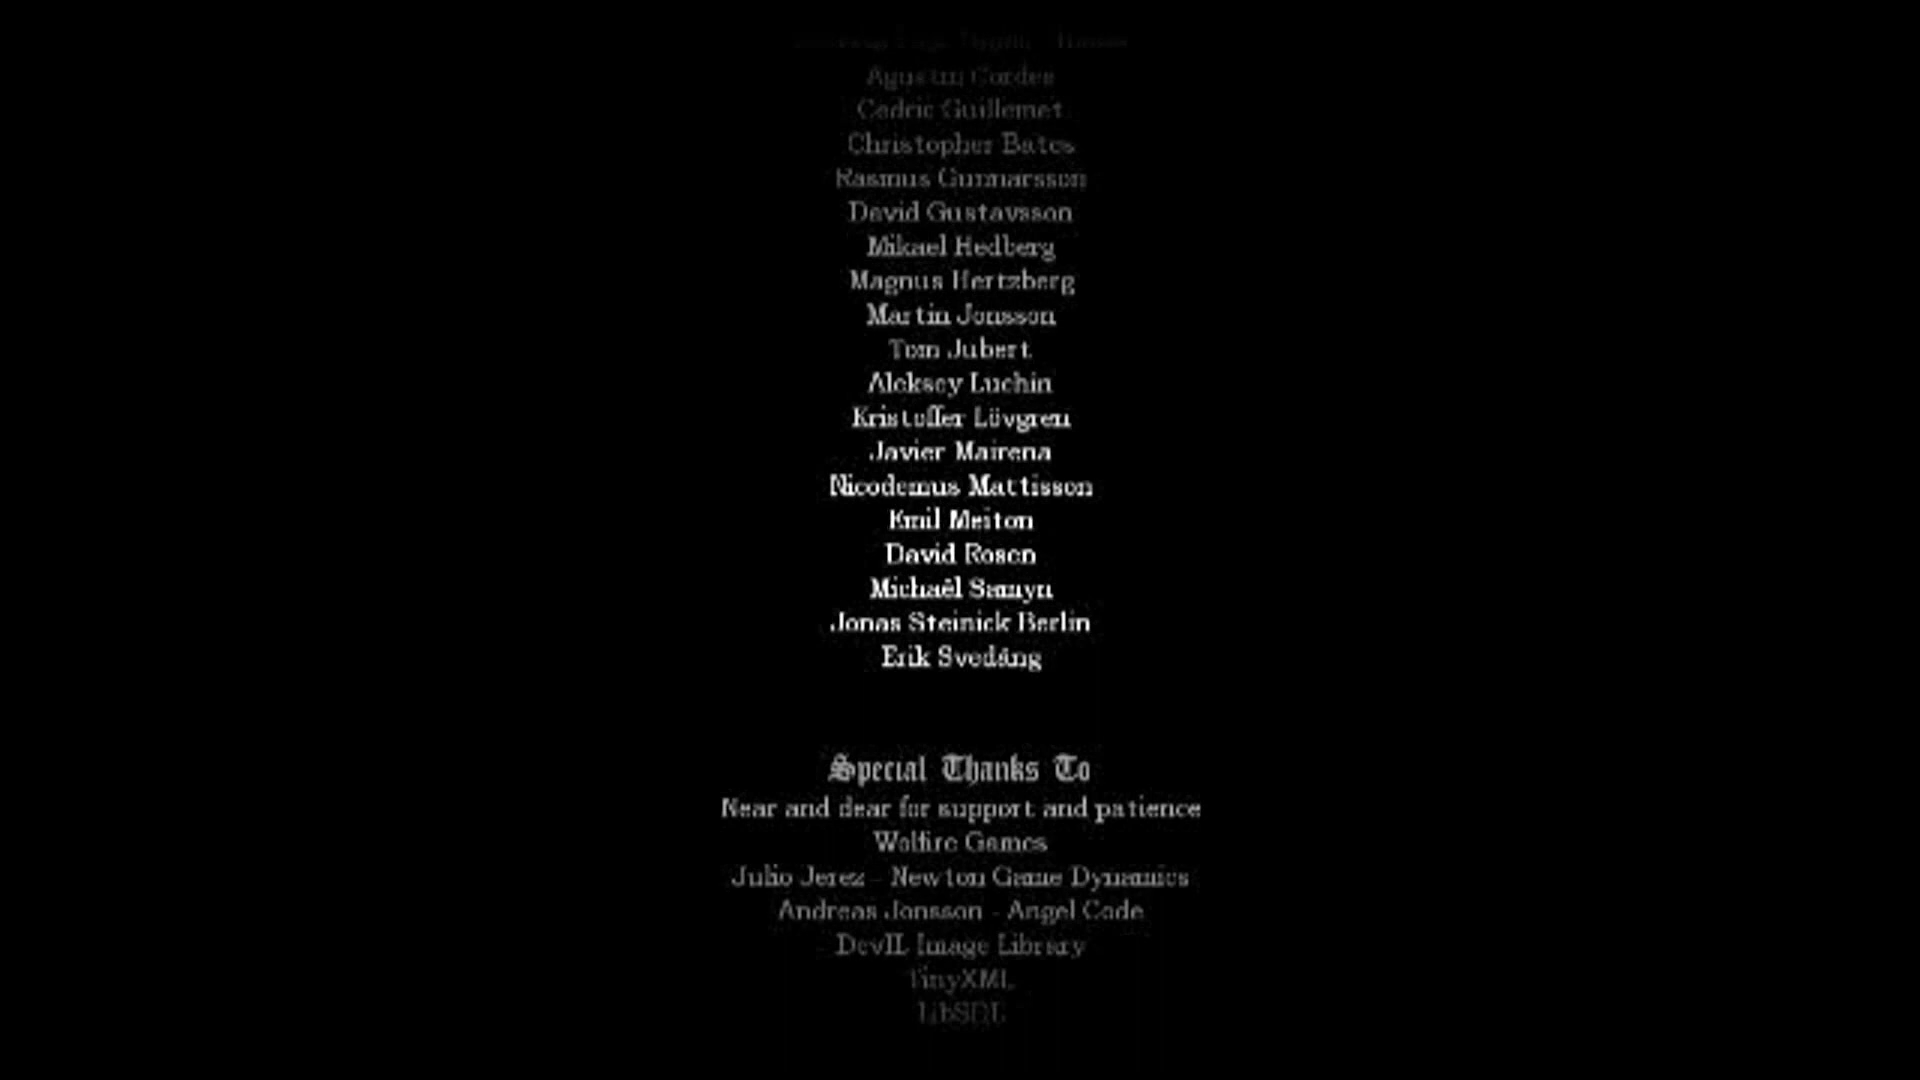 Agustin Cordes
Cedric Guillemet
Christopher Bates
Rasmus Gunnarsson
David Gustavsson
Mikael Hedberg
Magnus Hertzberg
Martin Jonsson
Tom Jubert
Aleksey Luchin
Kristoffer Lövgren
Javier Mairena
Nicodemus Mattisson
Emil Meiton
David Rosen
Michaël Samyn
Jonas Steinick Berlin
Erik Svedäng
Special Thanks To
Near and dear for support and patience
Wolfire Games
Julio Jerez - Newton Game Dynamics
Andreas Jonsson - Angel Code
DevIL Image Library
TinyXML
LibSDL